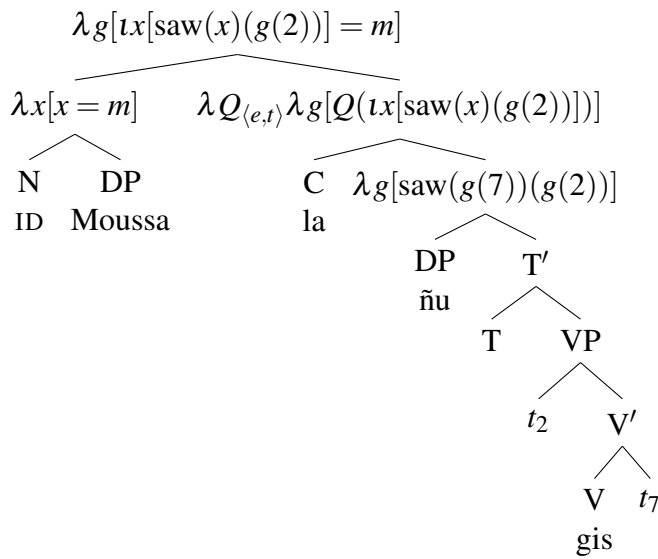 λg[ιx[saw(x)(g(2))] = m]
λx[x = m] λQ⟨e,t⟩λg[Q(ιx[saw(x)(g(2))])]
N DP C λg[saw(g(7))(g(2))]
ID Moussa la
DP T′
ñu
T VP
t₂ V′
V t₇
gis